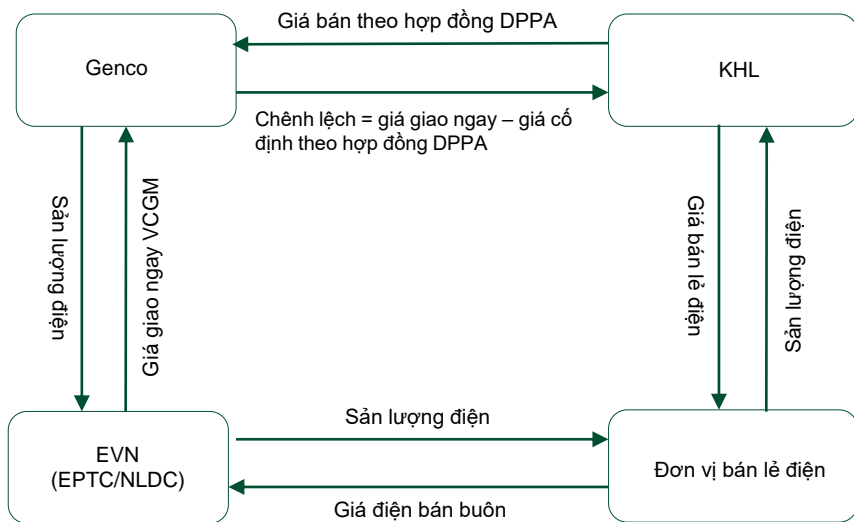 Giá bán theo hợp đồng DPPA
Genco
KHL
Chênh lệch = giá giao ngay – giá cố
định theo hợp đồng DPPA
Sản lượng điện
Giá giao ngay VCGM
Giá bán lẻ điện
Sản lượng điện
Sản lượng điện
EVN
(EPTC/NLDC)
Đơn vị bán lẻ điện
Giá điện bán buôn